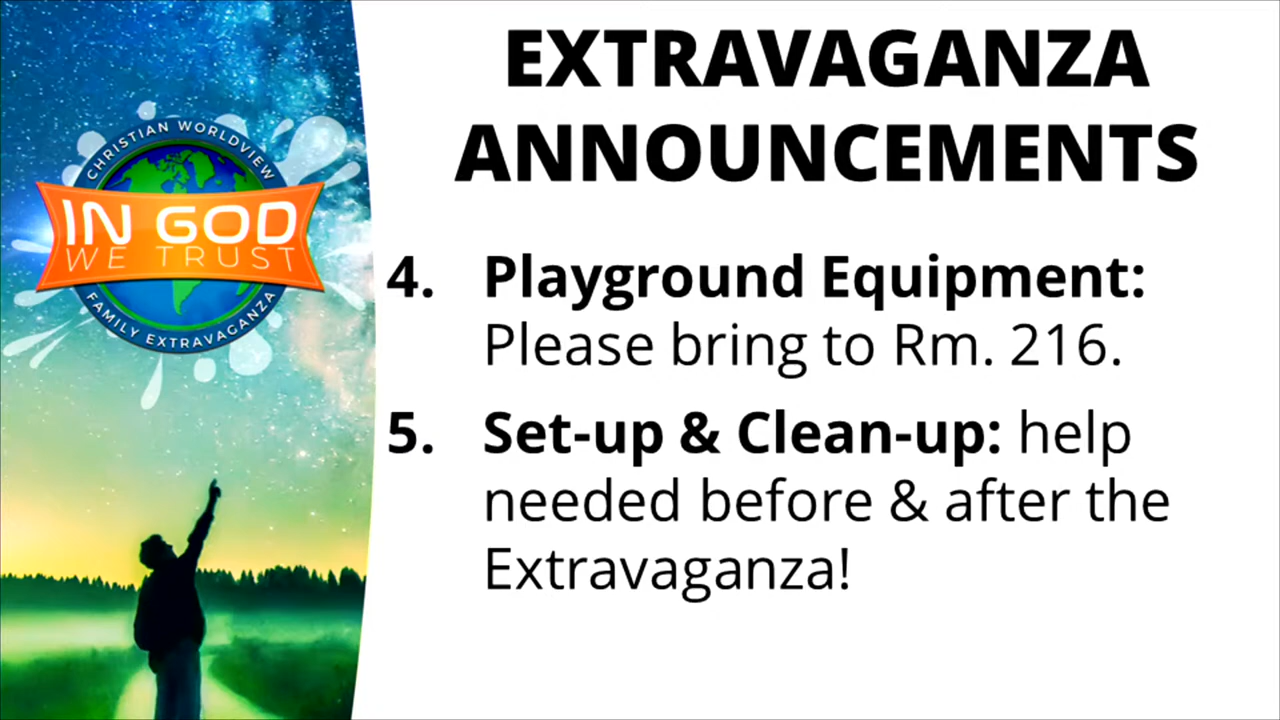 CHRISTIAN WORLDVIEW
IN GOD
WE TRUST
FAMILY EXTRAVAGANZA
EXTRAVAGANZA
ANNOUNCEMENTS
4. Playground Equipment:
Please bring to Rm. 216.
5. Set-up & Clean-up: help
needed before & after the
Extravaganza!